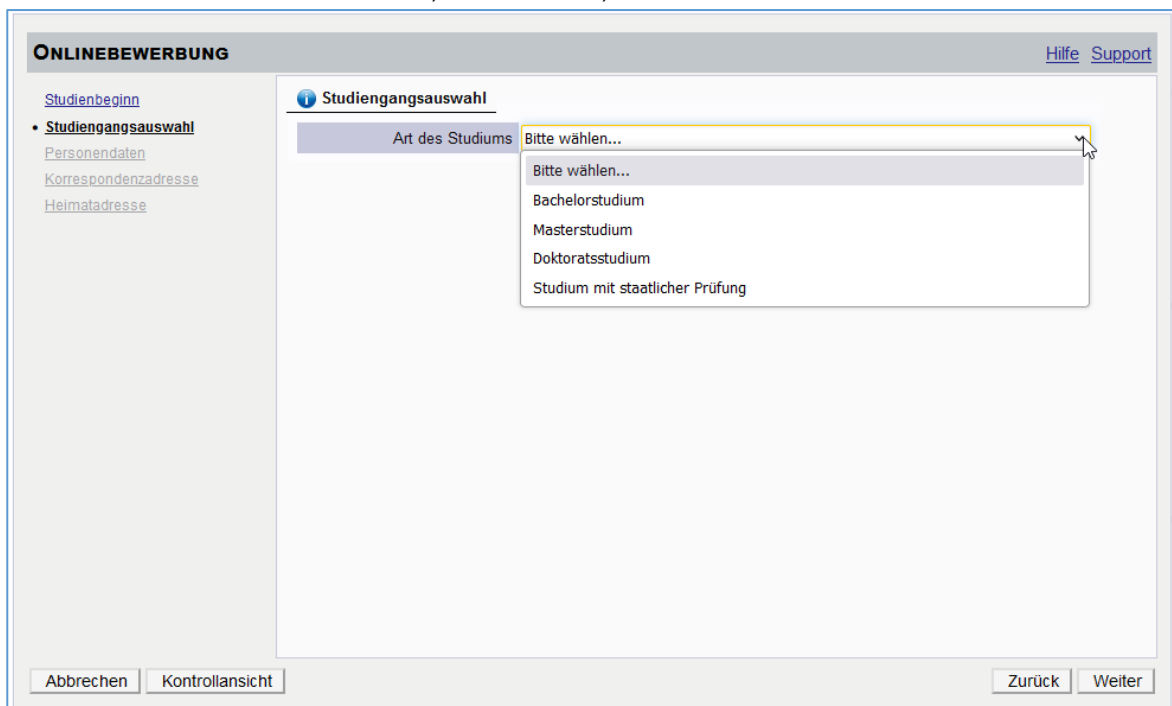 ONLINEBEWERBUNG
Hilfe Support
Studienbeginn
• Studiengangsauswahl
Personendaten
Korrespondenzadresse
Heimatadresse
Studiengangsauswahl
Art des Studiums Bitte wählen...
Bitte wählen...
Bachelorstudium
Masterstudium
Doktoratsstudium
Studium mit staatlicher Prüfung
Abbrechen Kontrollansicht Zurück Weiter